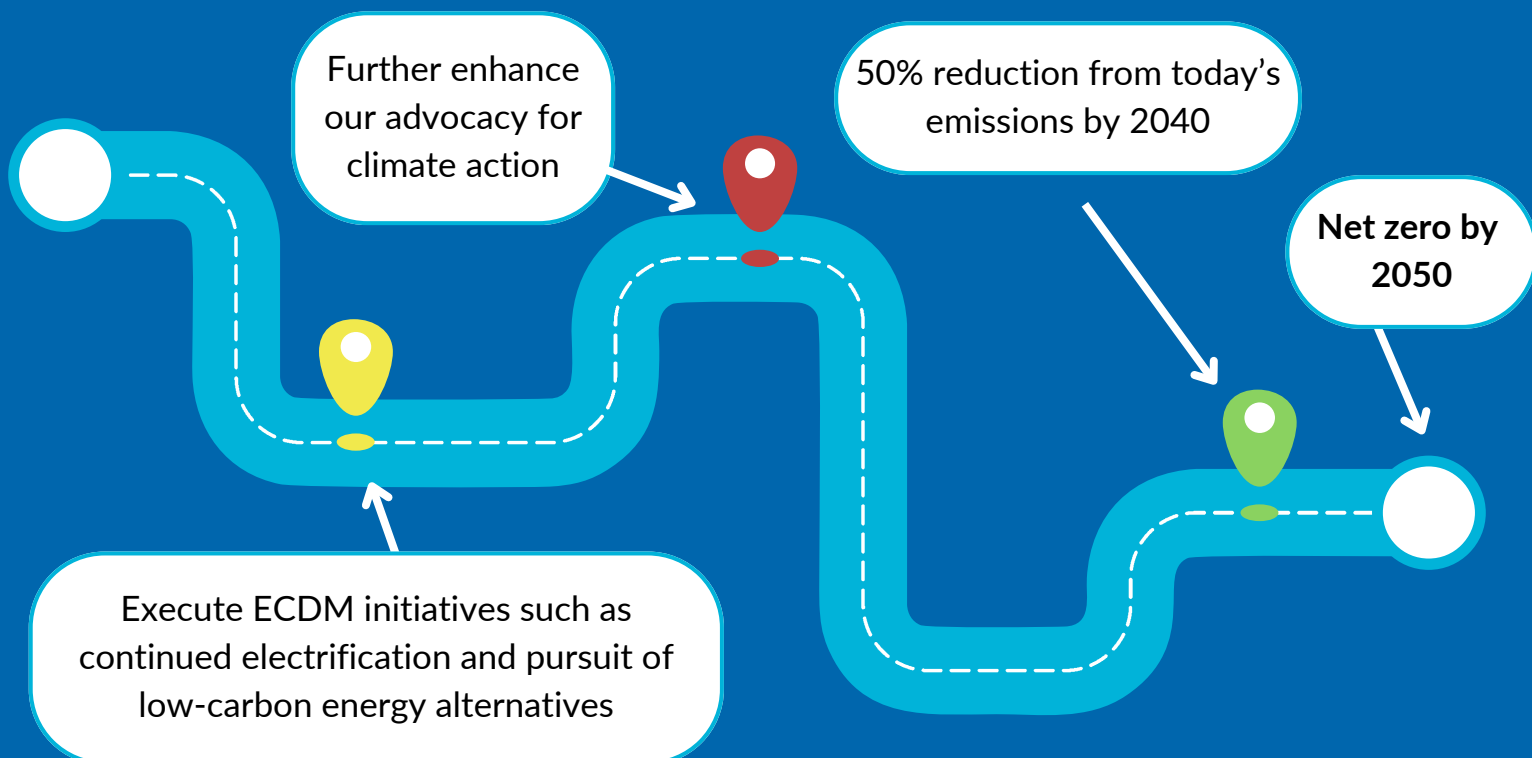 Further enhance
our advocacy for
climate action
50% reduction from today’s
emissions by 2040
Net zero by
2050
Execute ECDM initiatives such as
continued electrification and pursuit of
low-carbon energy alternatives